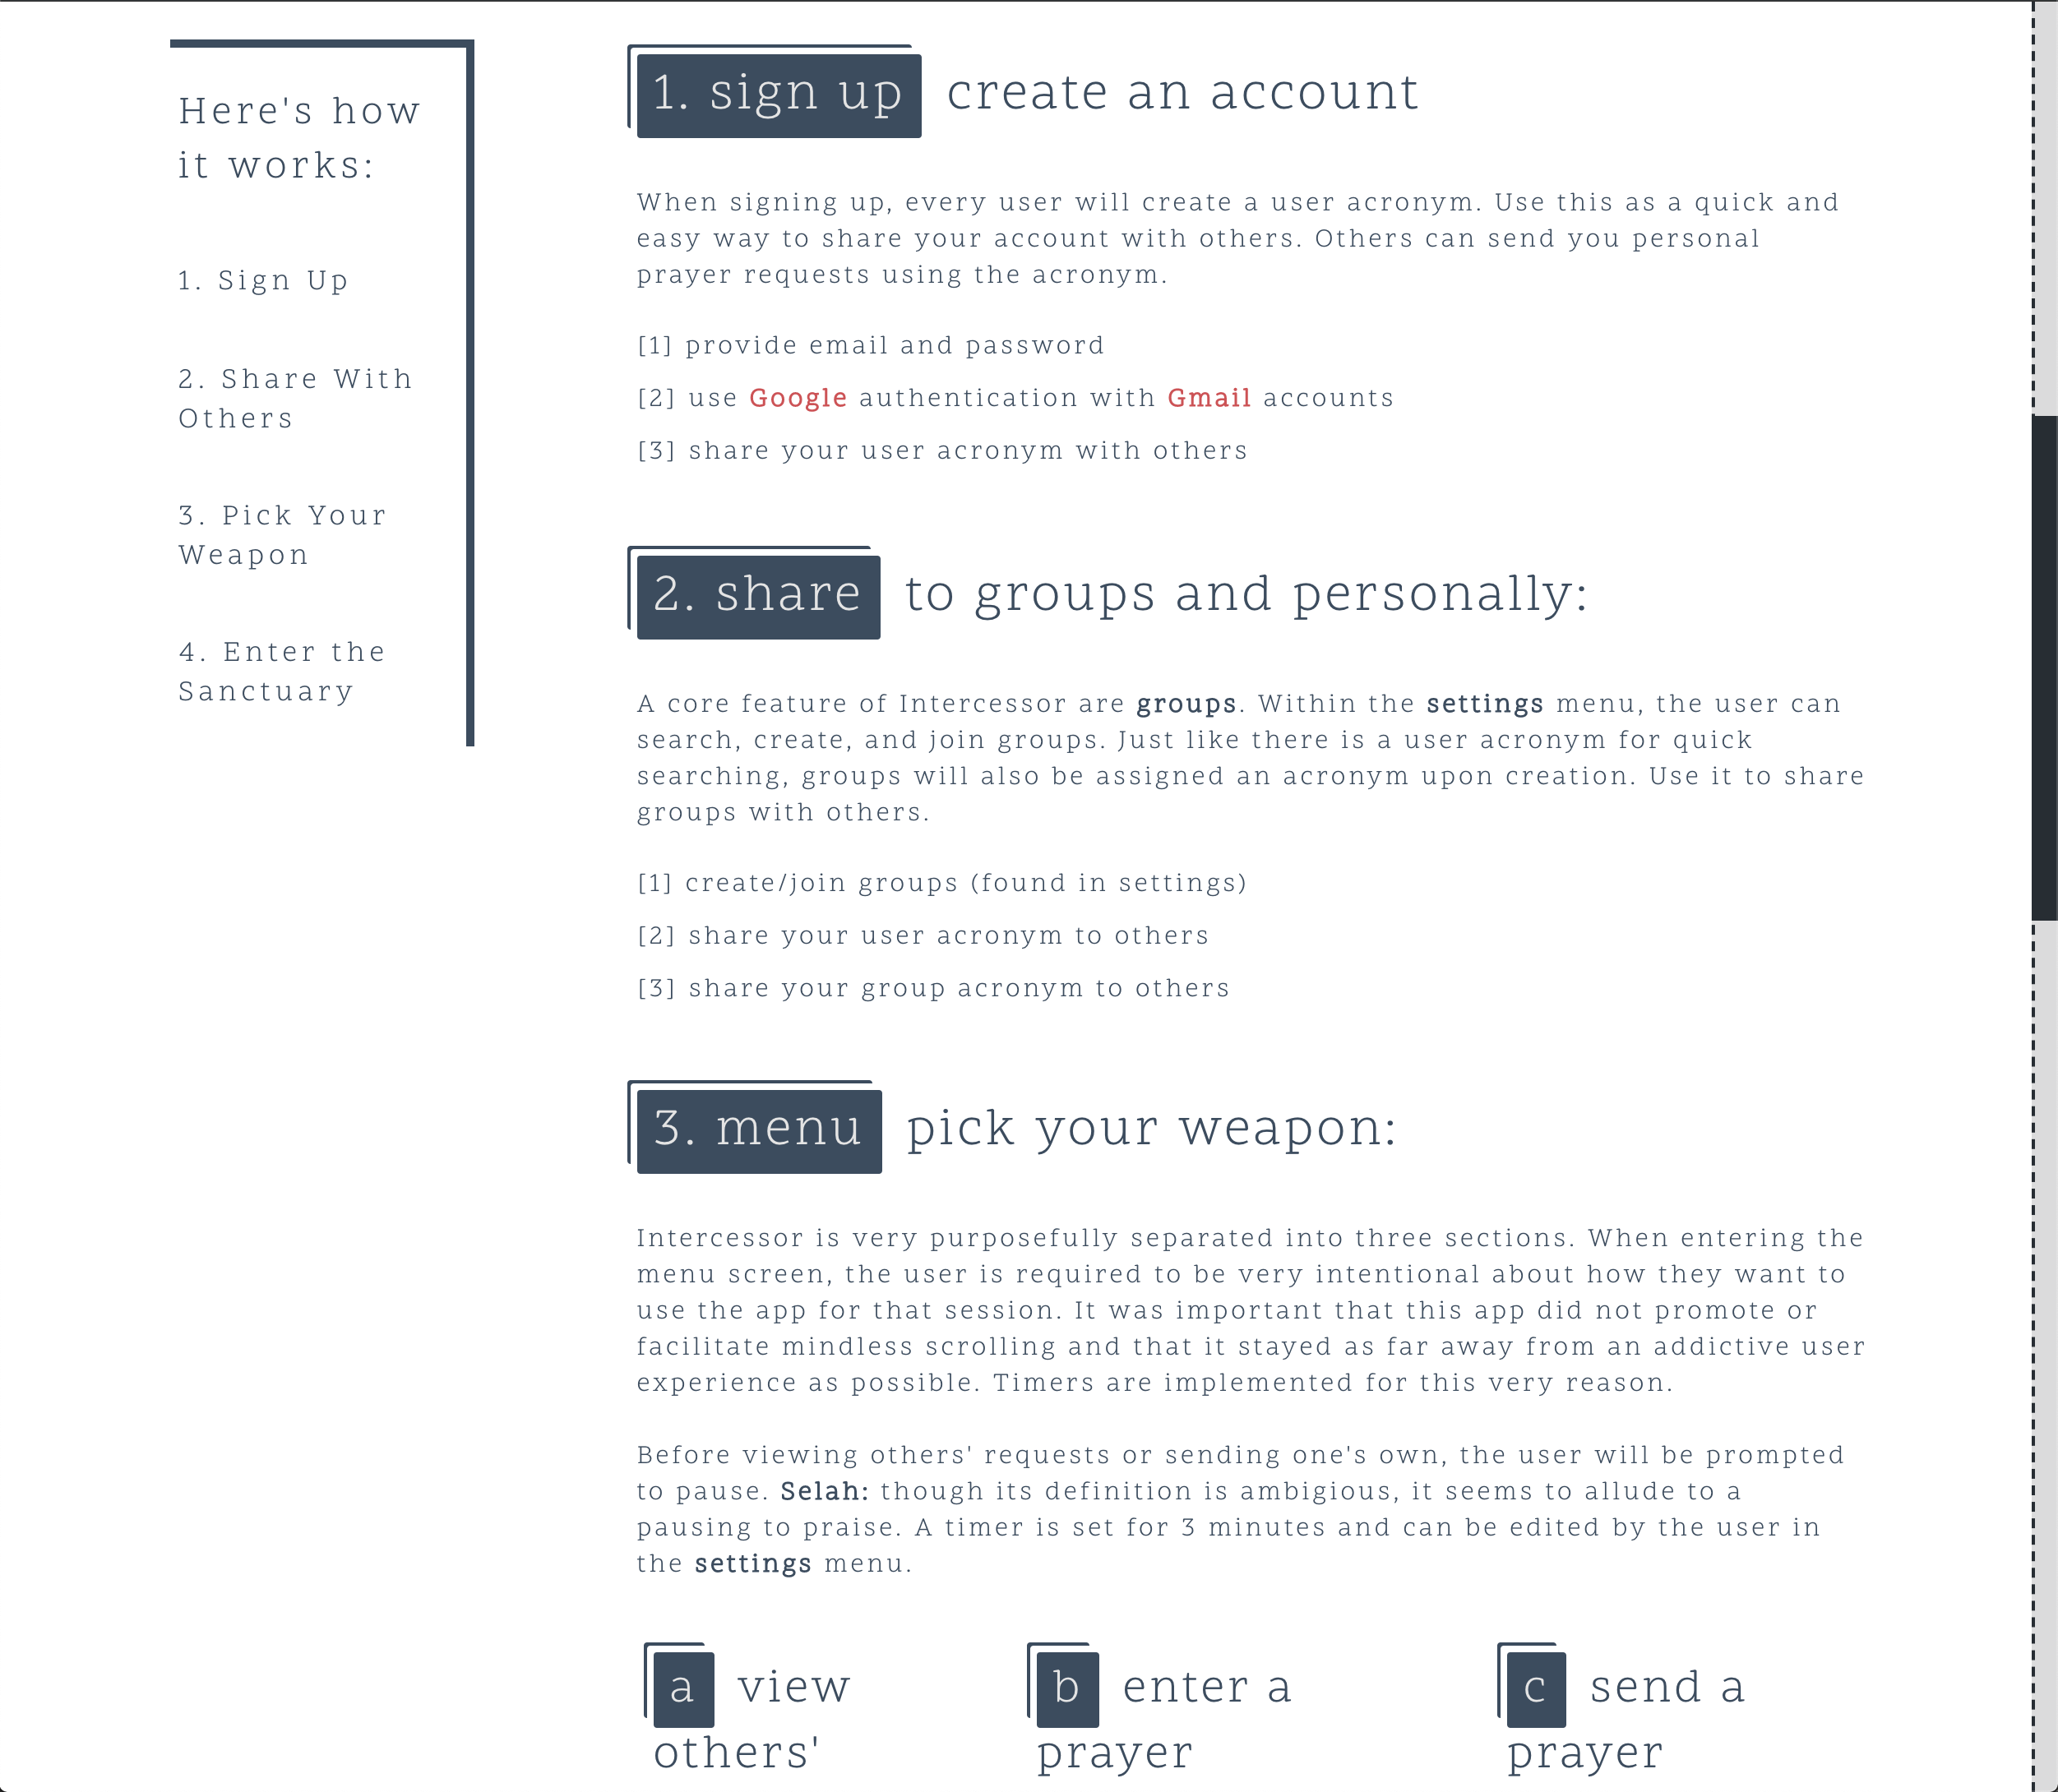 Here's how
it works:
1. Sign Up
2. Share With
Others
3. Pick Your
Weapon
4. Enter the
Sanctuary
1. sign up create an account
When signing up, every user will create a user acronym. Use this as a quick and
easy way to share your account with others. Others can send you personal
prayer requests using the acronym.
[1] provide email and password
[2] use Google authentication with Gmail accounts
[3] share your user acronym with others
2. share to groups and personally:
A core feature of Intercessor are groups. Within the settings menu, the user can
search, create, and join groups. Just like there is a user acronym for quick
searching, groups will also be assigned an acronym upon creation. Use it to share
groups with others.
[1] create/join groups (found in settings)
[2] share your user acronym to others
[3] share your group acronym to others
3. menu pick your weapon:
Intercessor is very purposefully separated into three sections. When entering the
menu screen, the user is required to be very intentional about how they want to
use the app for that session. It was important that this app did not promote or
facilitate mindless scrolling and that it stayed as far away from an addictive user
experience as possible. Timers are implemented for this very reason.
Before viewing others' requests or sending one's own, the user will be prompted
to pause. Selah: though its definition is ambigious, it seems to allude to a
pausing to praise. A timer is set for 3 minutes and can be edited by the user in
the settings menu.
a view
others'
b enter a
prayer
c send a
prayer